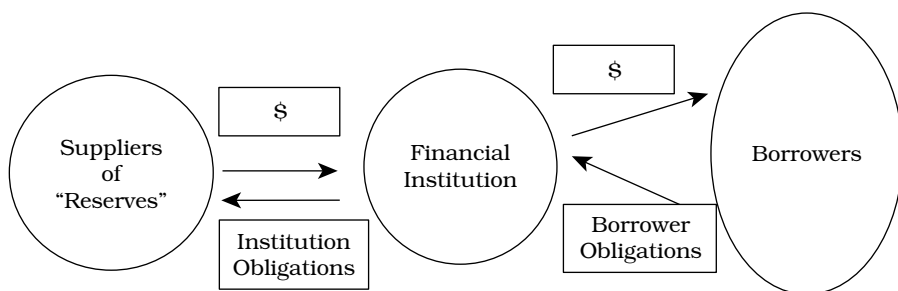 $
$
Suppliers
of
“Reserves”
Financial
Institution
Borrowers
Institution
Obligations
Borrower
Obligations